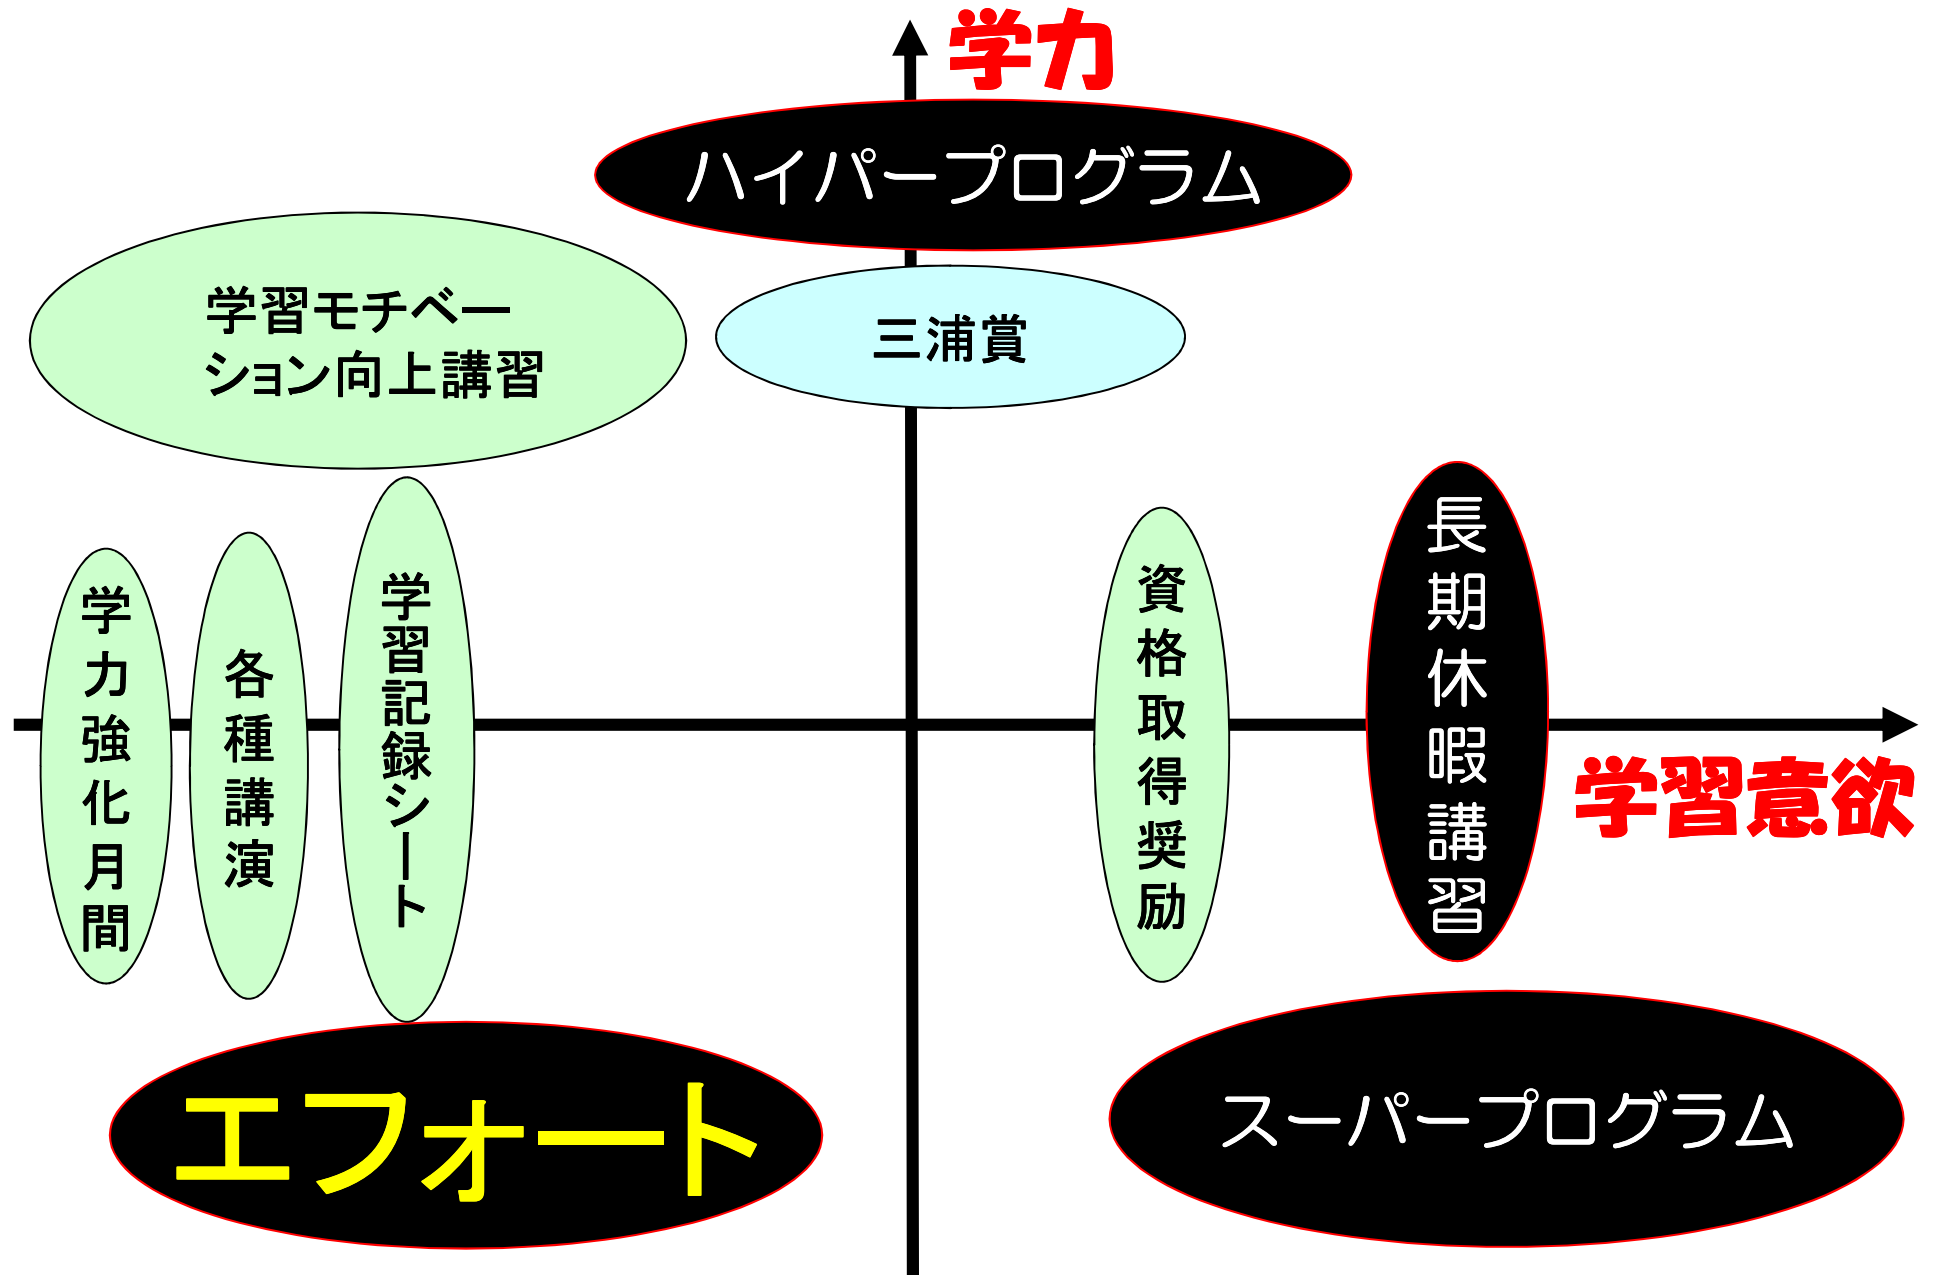 学力
ハイパープログラム
学習モチベー
ション向上講習
三浦賞
学力強化月間
各種講演
学習記録シート
資格取得奨励
長期休暇講習
学習意欲
エフォート
スーパープログラム